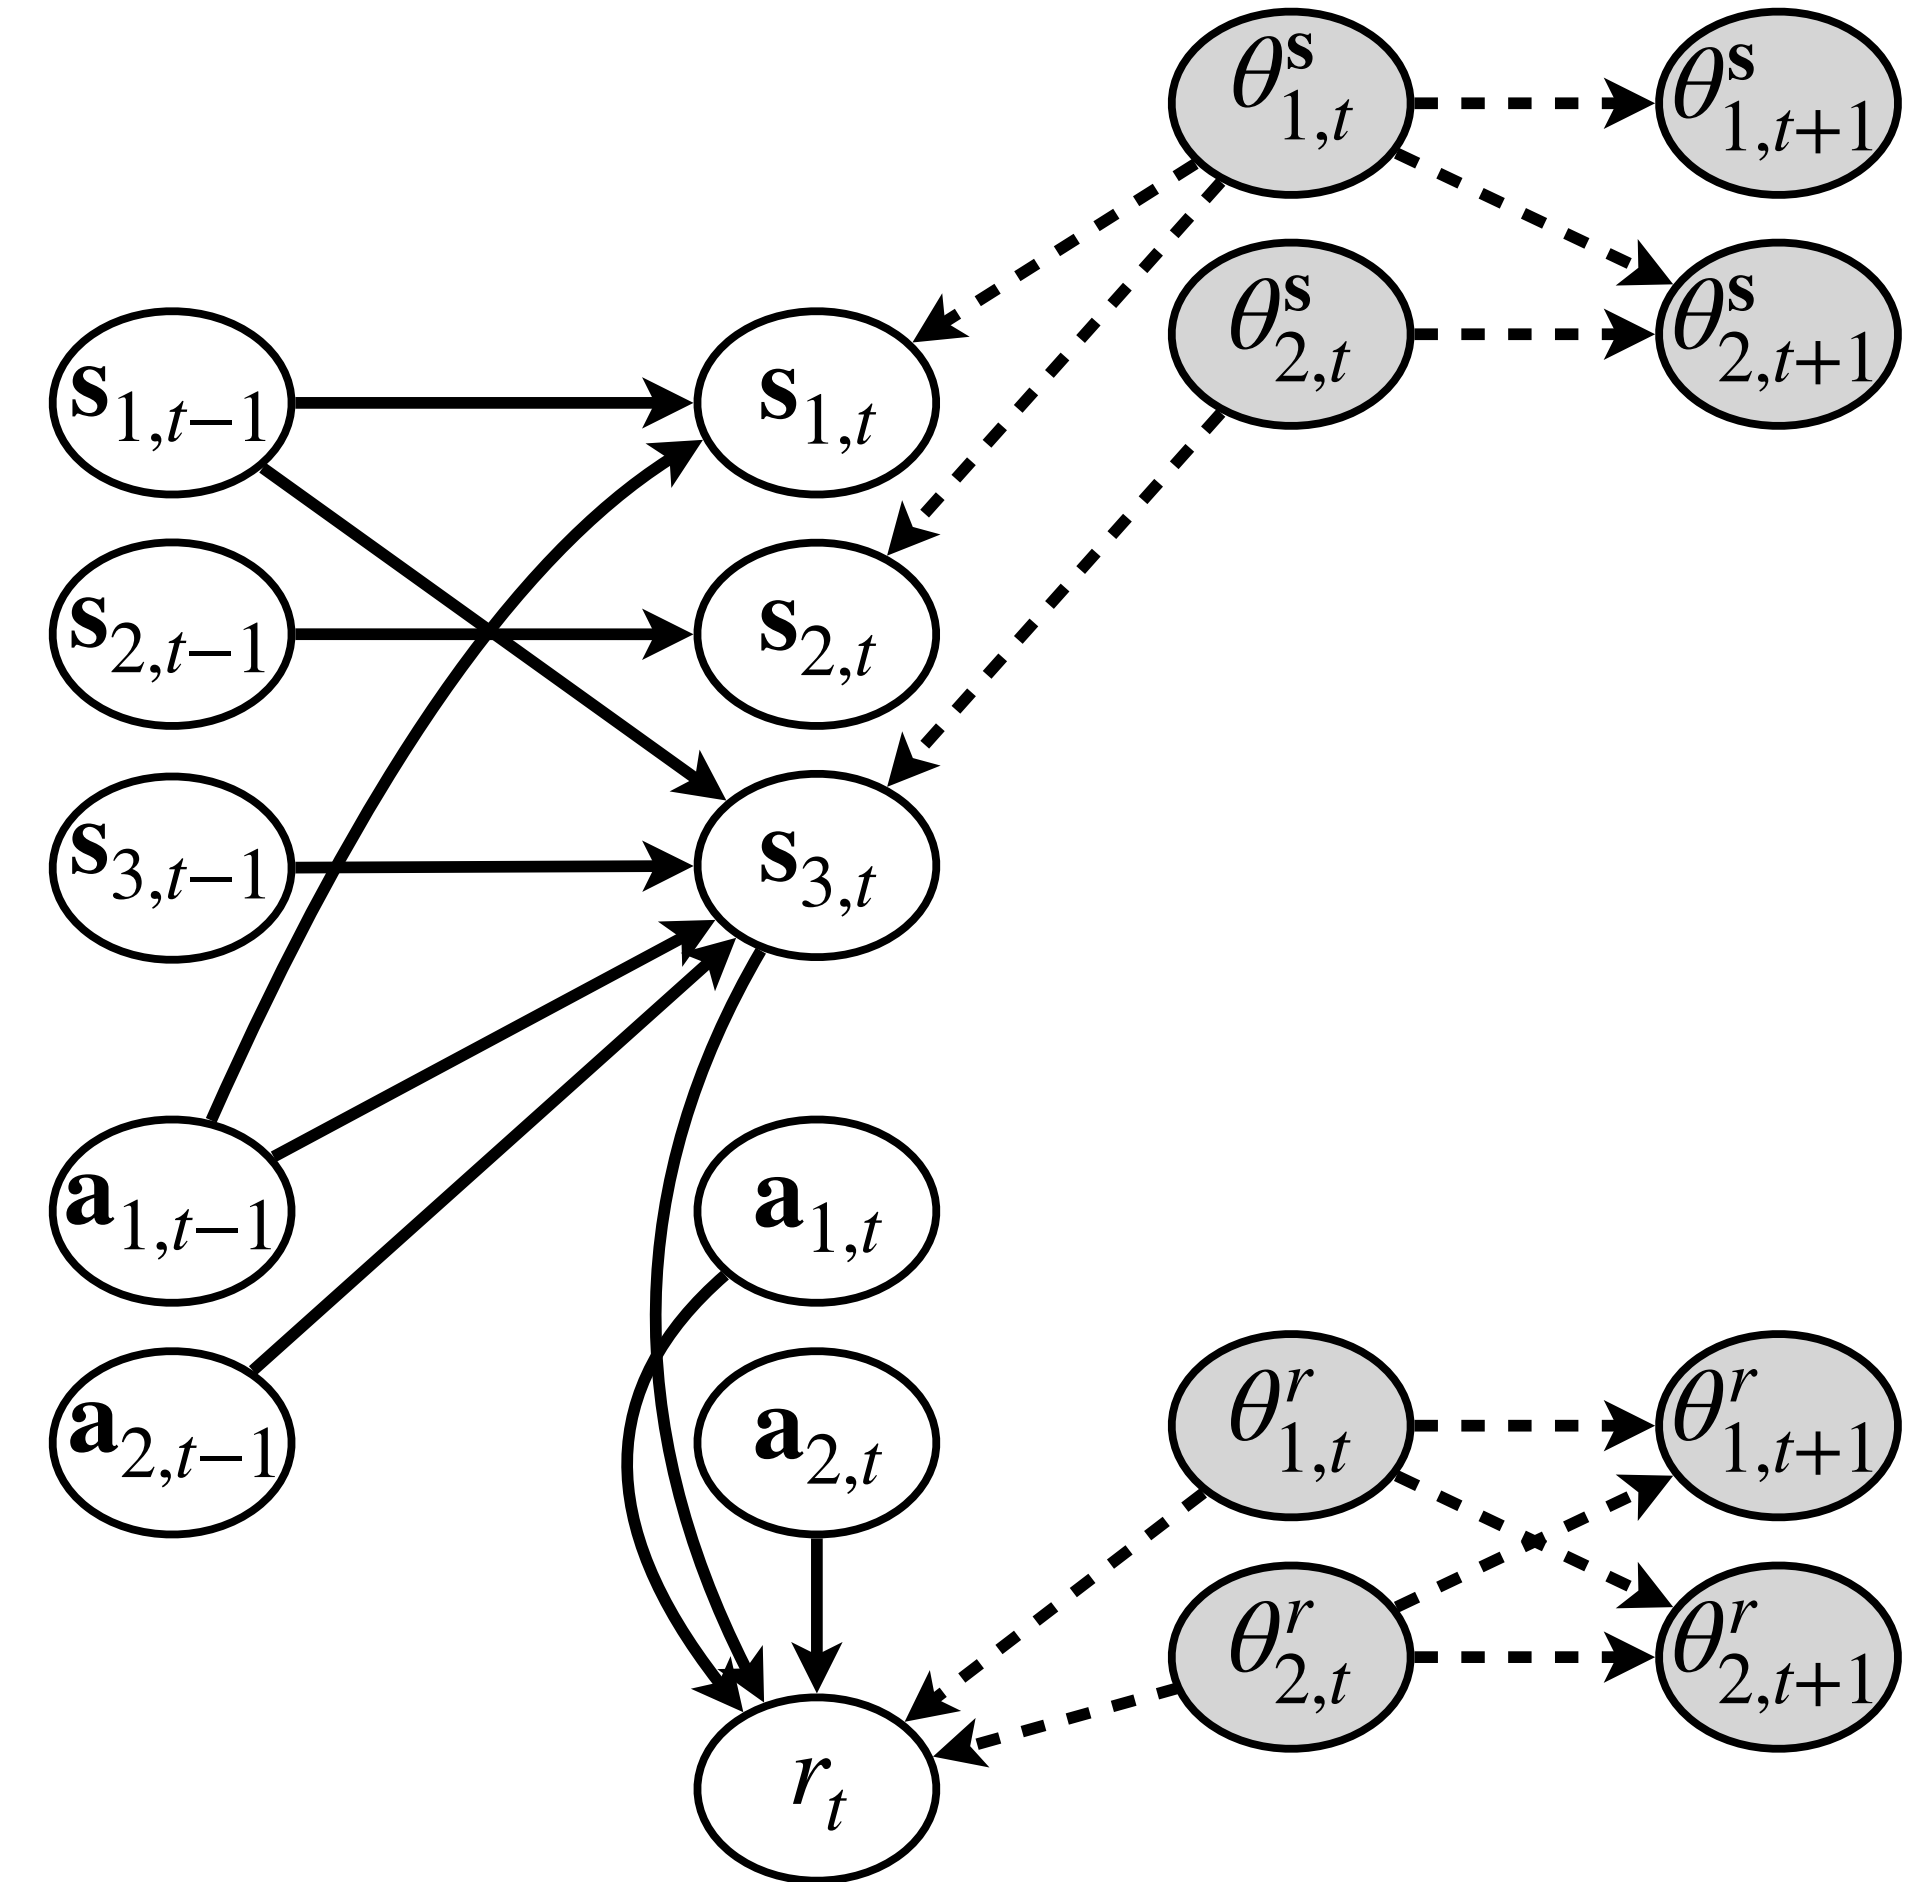 θ^s_{1,t} θ^s_{1,t+1}
θ^s_{2,t} θ^s_{2,t+1}
s_{1,t−1} s_{1,t}
s_{2,t−1} s_{2,t}
s_{3,t−1} s_{3,t}
a_{1,t−1} a_{1,t}
a_{2,t−1} a_{2,t}
θ^r_{1,t} θ^r_{1,t+1}
θ^r_{2,t} θ^r_{2,t+1}
r_t